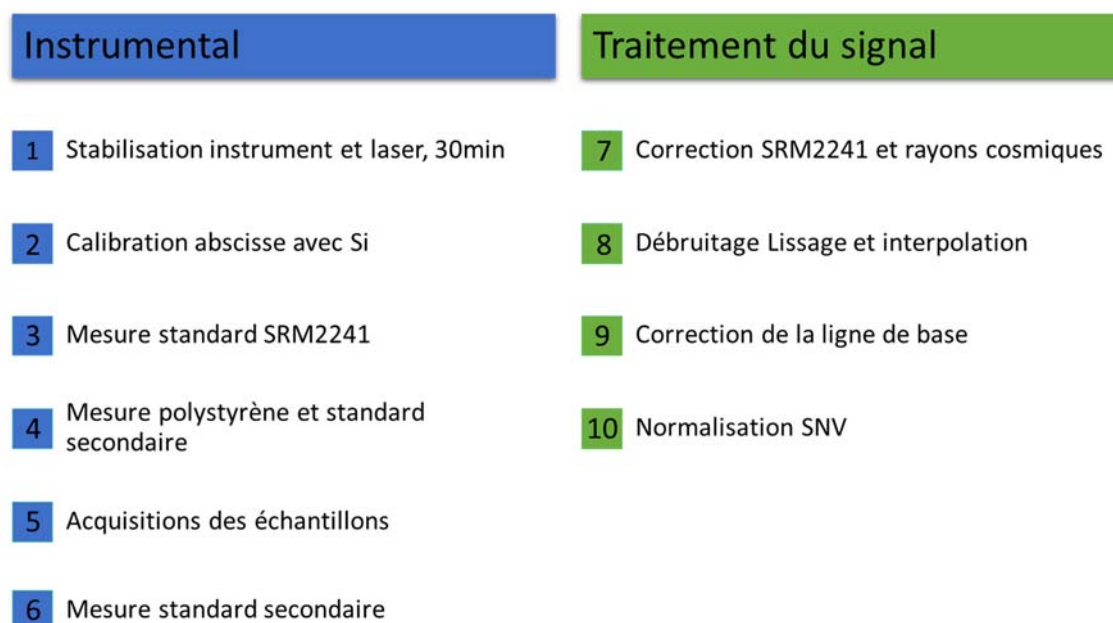 Instrumental
1 Stabilisation instrument et laser, 30min
2 Calibration abscisse avec Si
3 Mesure standard SRM2241
4 Mesure polystyrène et standard
secondaire
5 Acquisitions des échantillons
6 Mesure standard secondaire
Traitement du signal
7 Correction SRM2241 et rayons cosmiques
8 Débruitage Lissage et interpolation
9 Correction de la ligne de base
10 Normalisation SNV